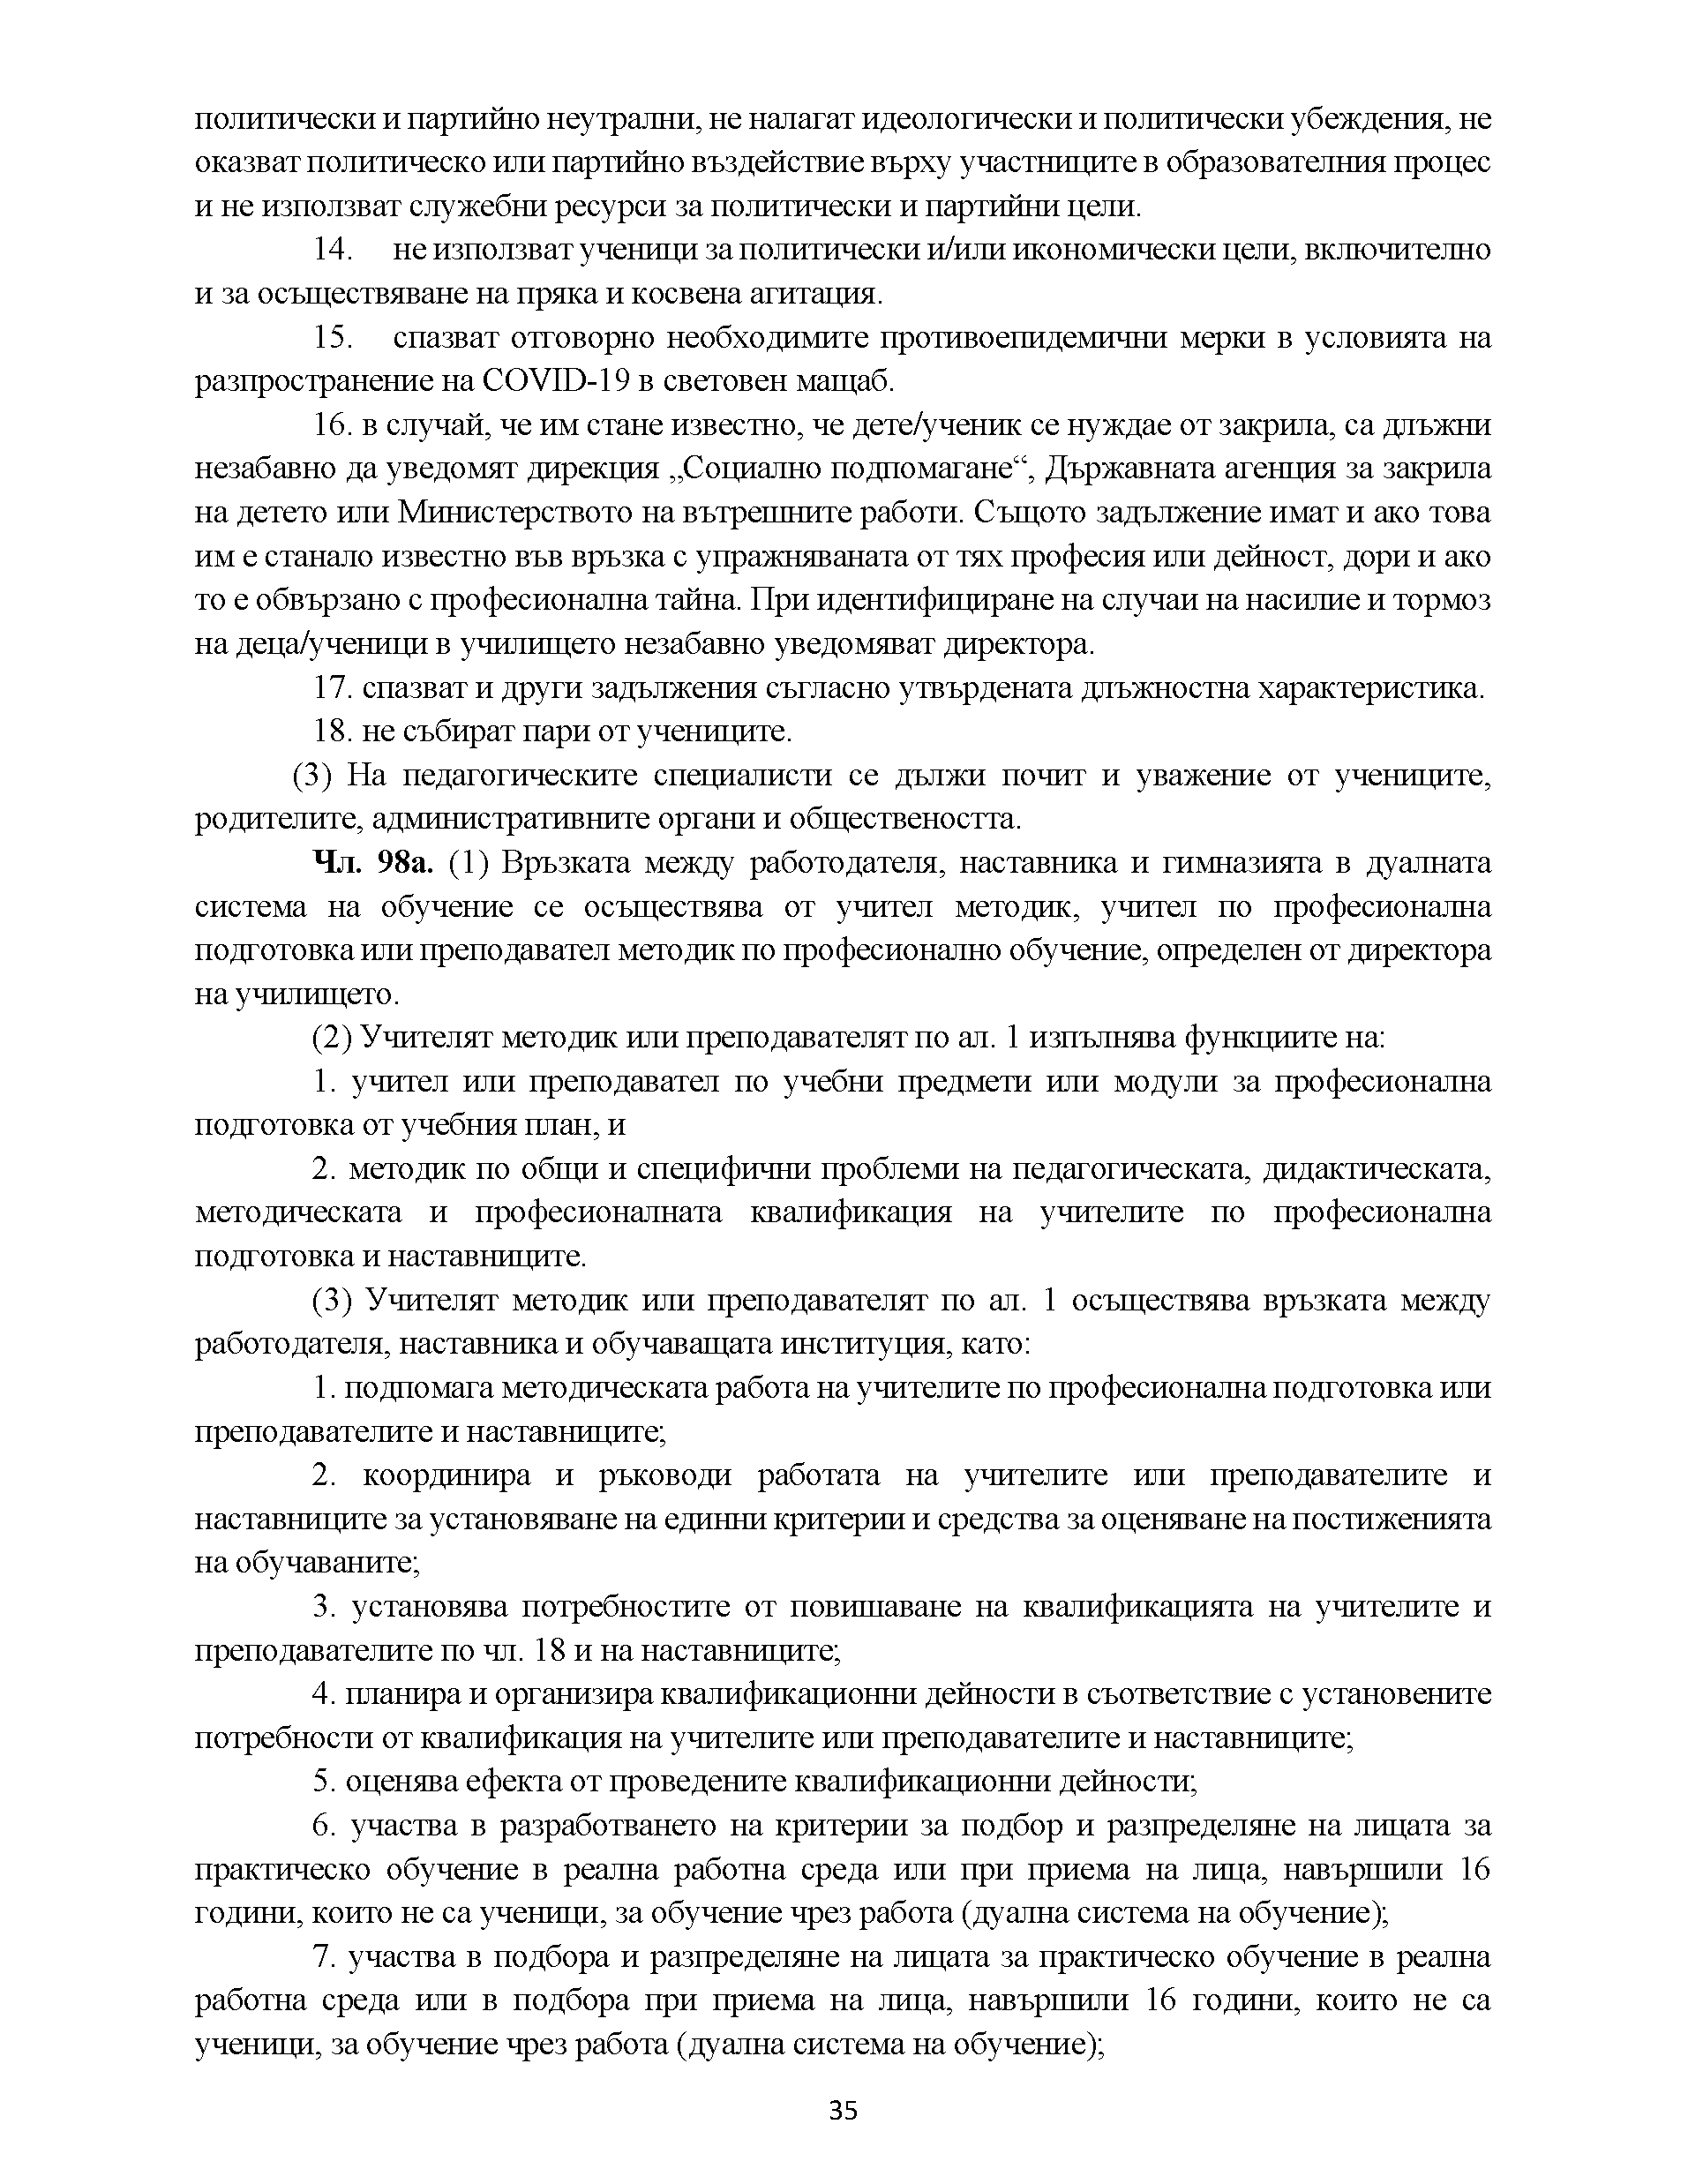 политически и партийно неутрални, не налагат идеологически и политически убеждения, не
оказват политическо или партийно въздействие върху участниците в образователния процес
и не използват служебни ресурси за политически и партийни цели.
14. не използват ученици за политически и/или икономически цели, включително
и за осъществяване на пряка и косвена агитация.
15. спазват отговорно необходимите противоепидемични мерки в условията на
разпространение на COVID-19 в световен мащаб.
16. в случай, че им стане известно, че дете/ученик се нуждае от закрила, са длъжни
незабавно да уведомят дирекция „Социално подпомагане“, Държавната агенция за закрила
на детето или Министерството на вътрешните работи. Същото задължение имат и ако това
им е станало известно във връзка с упражняваната от тях професия или дейност, дори и ако
то е обвързано с професионална тайна. При идентифициране на случаи на насилие и тормоз
на деца/ученици в училището незабавно уведомяват директора.
17. спазват и други задължения съгласно утвърдената длъжностна характеристика.
18. не събират пари от учениците.
(3) На педагогическите специалисти се дължи почит и уважение от учениците,
родителите, административните органи и обществеността.
Чл. 98а. (1) Връзката между работодателя, наставника и гимназията в дуалната
система на обучение се осъществява от учител методик, учител по професионална
подготовка или преподавател методик по професионално обучение, определен от директора
на училището.
(2) Учителят методик или преподавателят по ал. 1 изпълнява функциите на:
1. учител или преподавател по учебни предмети или модули за професионална
подготовка от учебния план, и
2. методик по общи и специфични проблеми на педагогическата, дидактическата,
методическата и професионалната квалификация на учителите по професионална
подготовка и наставниците.
(3) Учителят методик или преподавателят по ал. 1 осъществява връзката между
работодателя, наставника и обучаващата институция, като:
1. подпомага методическата работа на учителите по професионална подготовка или
преподавателите и наставниците;
2. координира и ръководи работата на учителите или преподавателите и
наставниците за установяване на единни критерии и средства за оценяване на постиженията
на обучаваните;
3. установява потребностите от повишаване на квалификацията на учителите и
преподавателите по чл. 18 и на наставниците;
4. планира и организира квалификационни дейности в съответствие с установените
потребности от квалификация на учителите или преподавателите и наставниците;
5. оценява ефекта от проведените квалификационни дейности;
6. участва в разработването на критерии за подбор и разпределяне на лицата за
практическо обучение в реална работна среда или при приема на лица, навършили 16
години, които не са ученици, за обучение чрез работа (дуална система на обучение);
7. участва в подбора и разпределяне на лицата за практическо обучение в реална
работна среда или в подбора при приема на лица, навършили 16 години, които не са
ученици, за обучение чрез работа (дуална система на обучение);
35